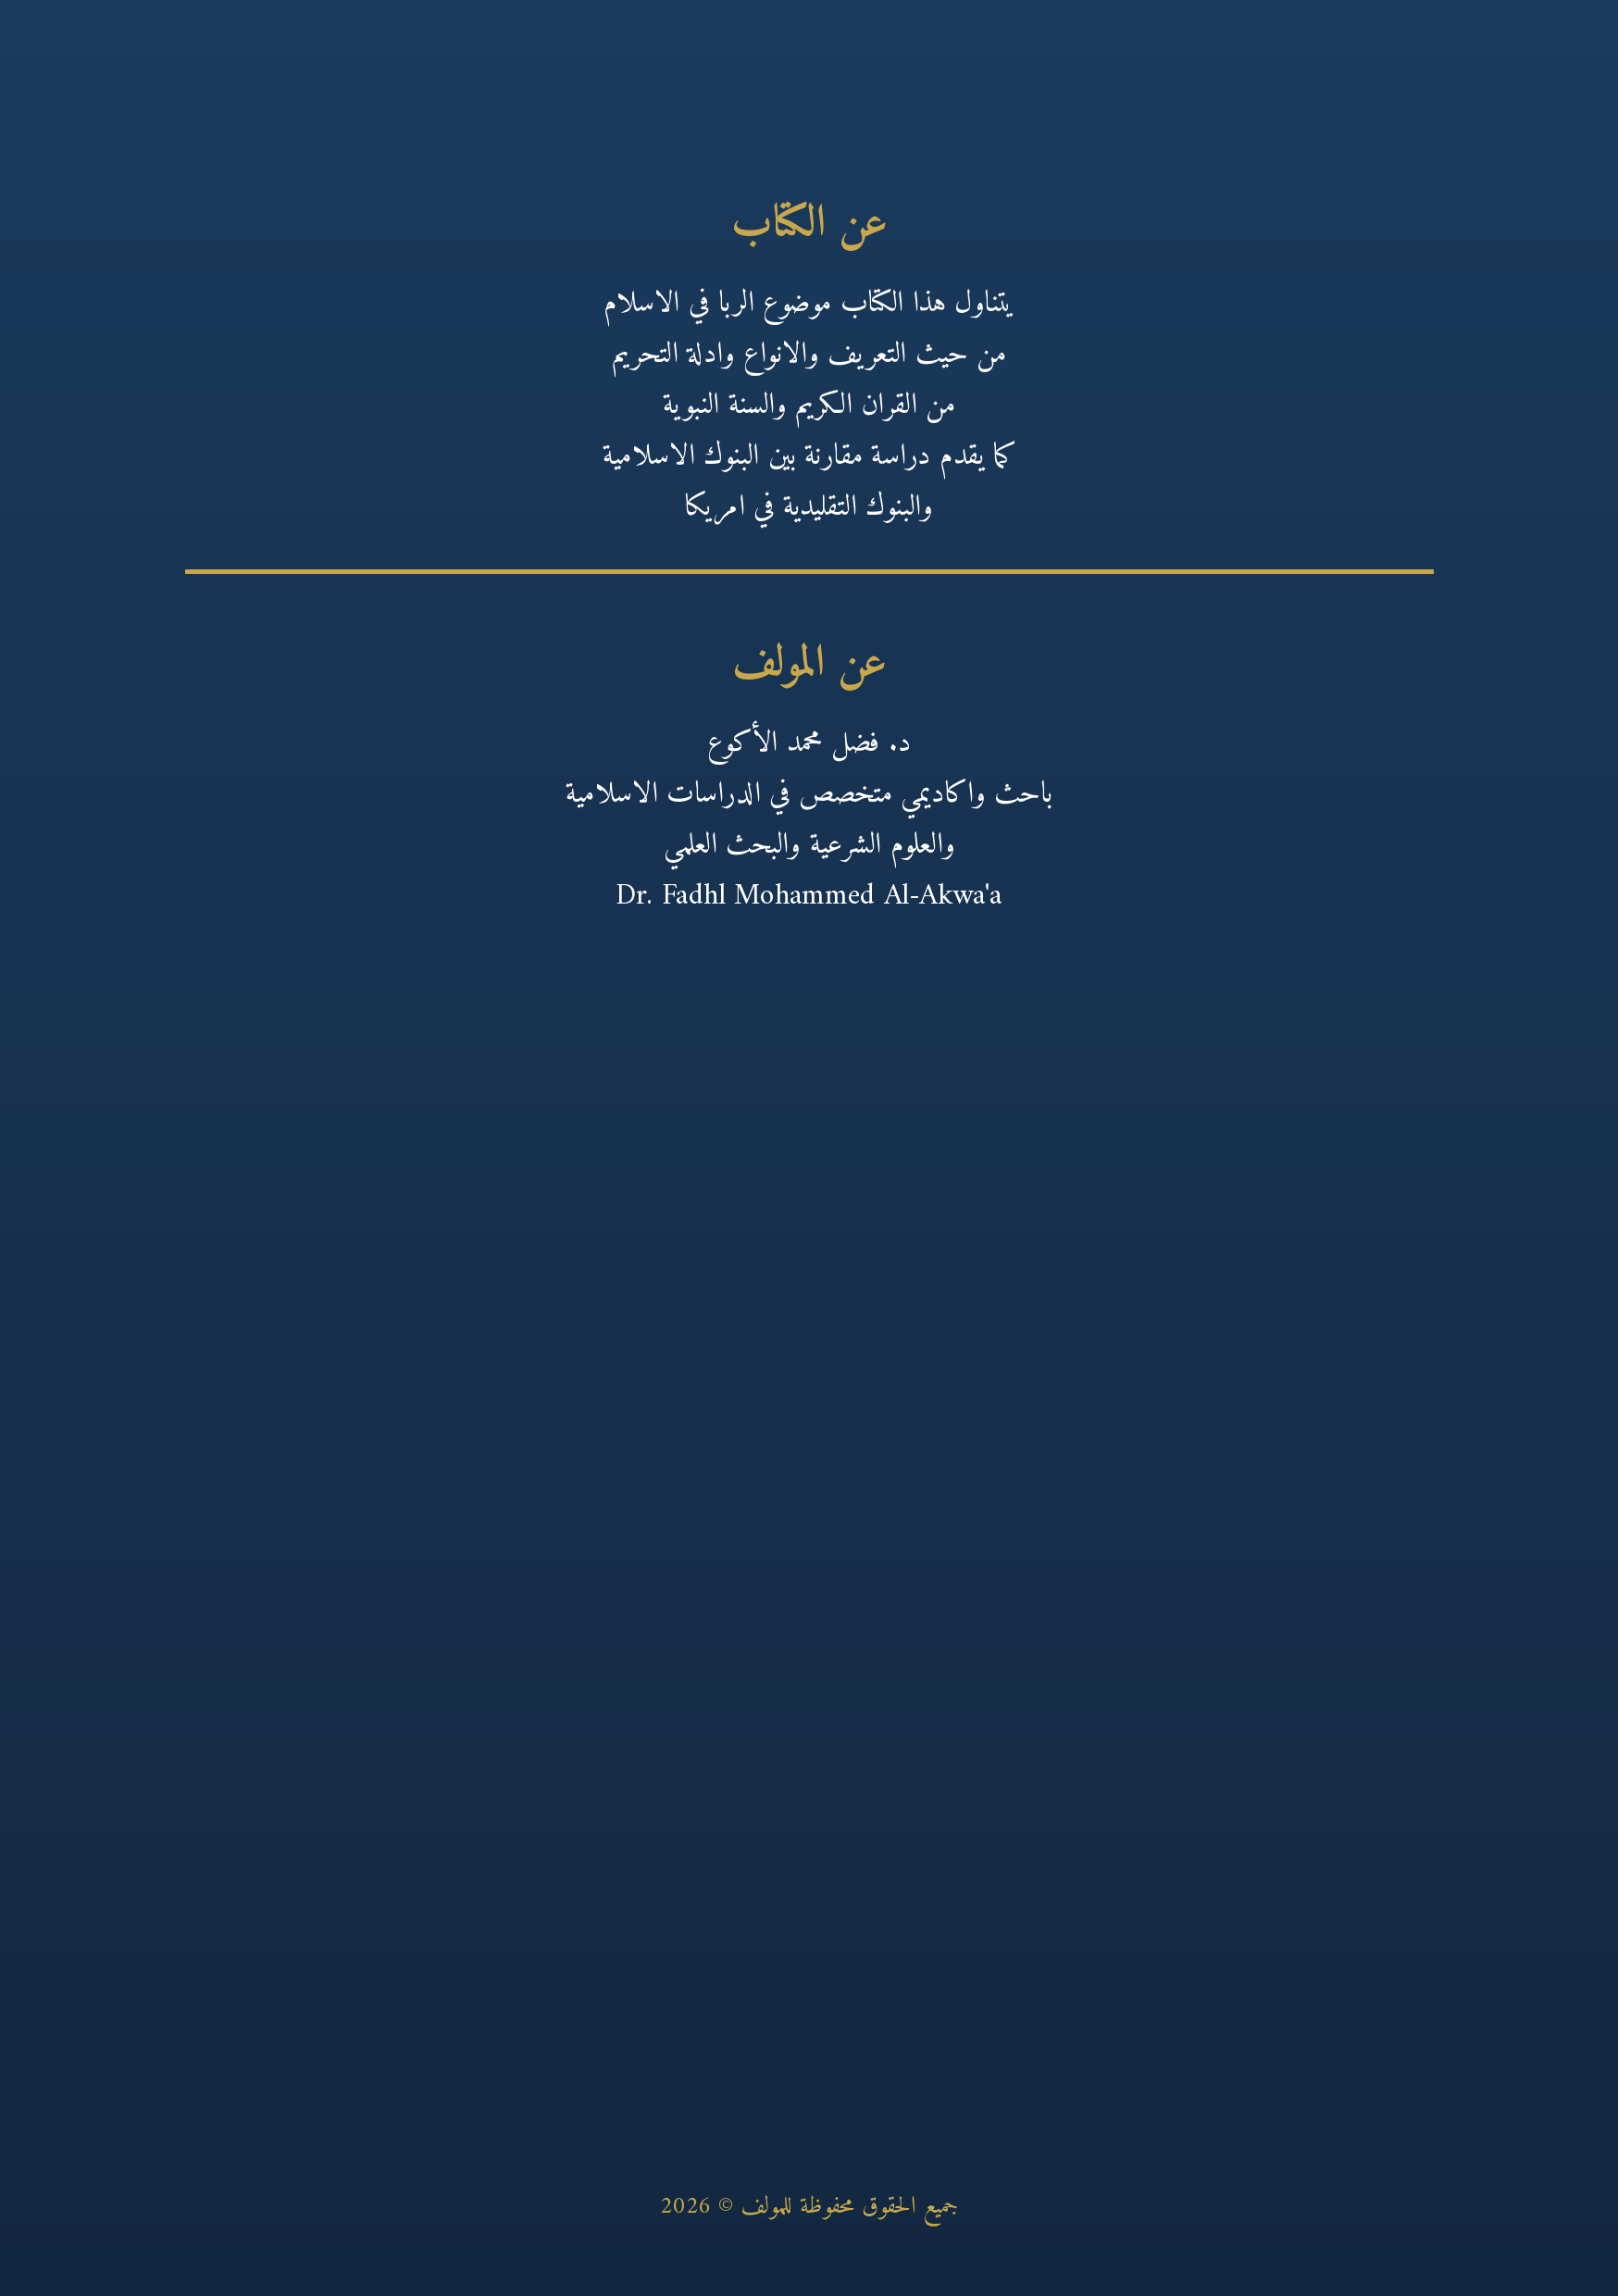 عن الكتاب
يتناول هذا الكتاب موضوع الربا في الاسلام
من حيث التعريف والانواع وادلة التحريم
من القران الكريم والسنة النبوية
كما يقدم دراسة مقارنة بين البنوك الاسلامية
والبنوك التقليدية في امريكا
عن المولف
د. فضل محمد الأكوع
باحث واكاديمي متخصص في الدراسات الاسلامية
والعلوم الشرعية والبحث العلمي
Dr. Fadhl Mohammed Al-Akwa'a
جميع الحقوق محفوظة للمولف © 2026